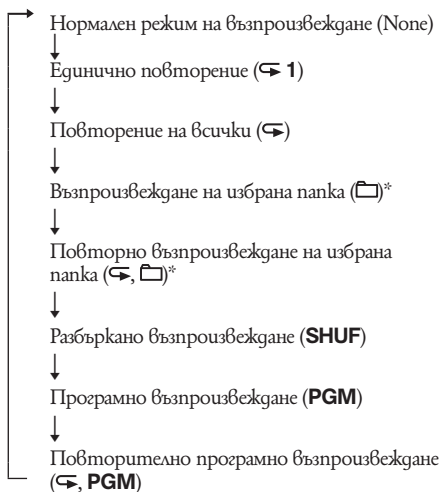 Нормален режим на възпроизвеждане (None)
Единично повторение (1)
Повторение на всички ()
Възпроизвеждане на избрана папка ()*
Повторно възпроизвеждане на избрана
папка (, )*
Разбъркано възпроизвеждане (SHUF)
Програмно възпроизвеждане (PGM)
Повторително програмно възпроизвеждане
(, PGM)